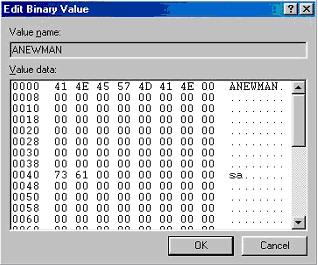 Edit Binary Value
Value name:
ANEWMAN
Value data:
0000 41 4E 45 57 4D 41 4E 00 ANEWMAN.
0008 00 00 00 00 00 00 00 00 ........
0010 00 00 00 00 00 00 00 00 ........
0018 00 00 00 00 00 00 00 00 ........
0020 00 00 00 00 00 00 00 00 ........
0028 00 00 00 00 00 00 00 00 ........
0030 00 00 00 00 00 00 00 00 ........
0038 00 00 00 00 00 00 00 00 ........
0040 73 61 00 00 00 00 00 00 sa......
0048 00 00 00 00 00 00 00 00 ........
0050 00 00 00 00 00 00 00 00 ........
0058 00 00 00 00 00 00 00 00 ........
0060 00 00 00 00 00 00 00 00 ........
OK Cancel